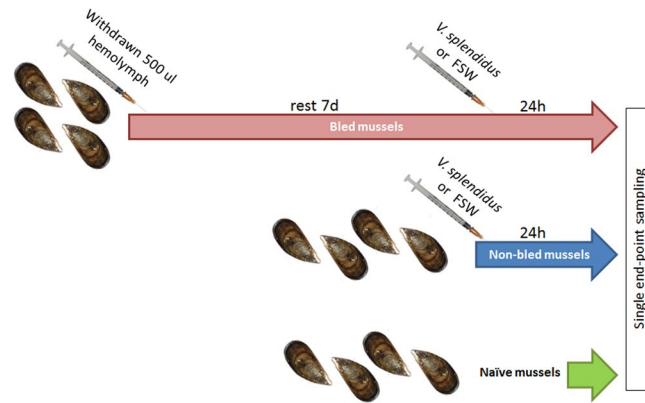 Withdrawn 500 ul
hemolymph
rest 7d
V. splendidus
or FSW
24h
Bled mussels
V. splendidus
or FSW
24h
Non-bled mussels
Naïve mussels
Single end-point sampling